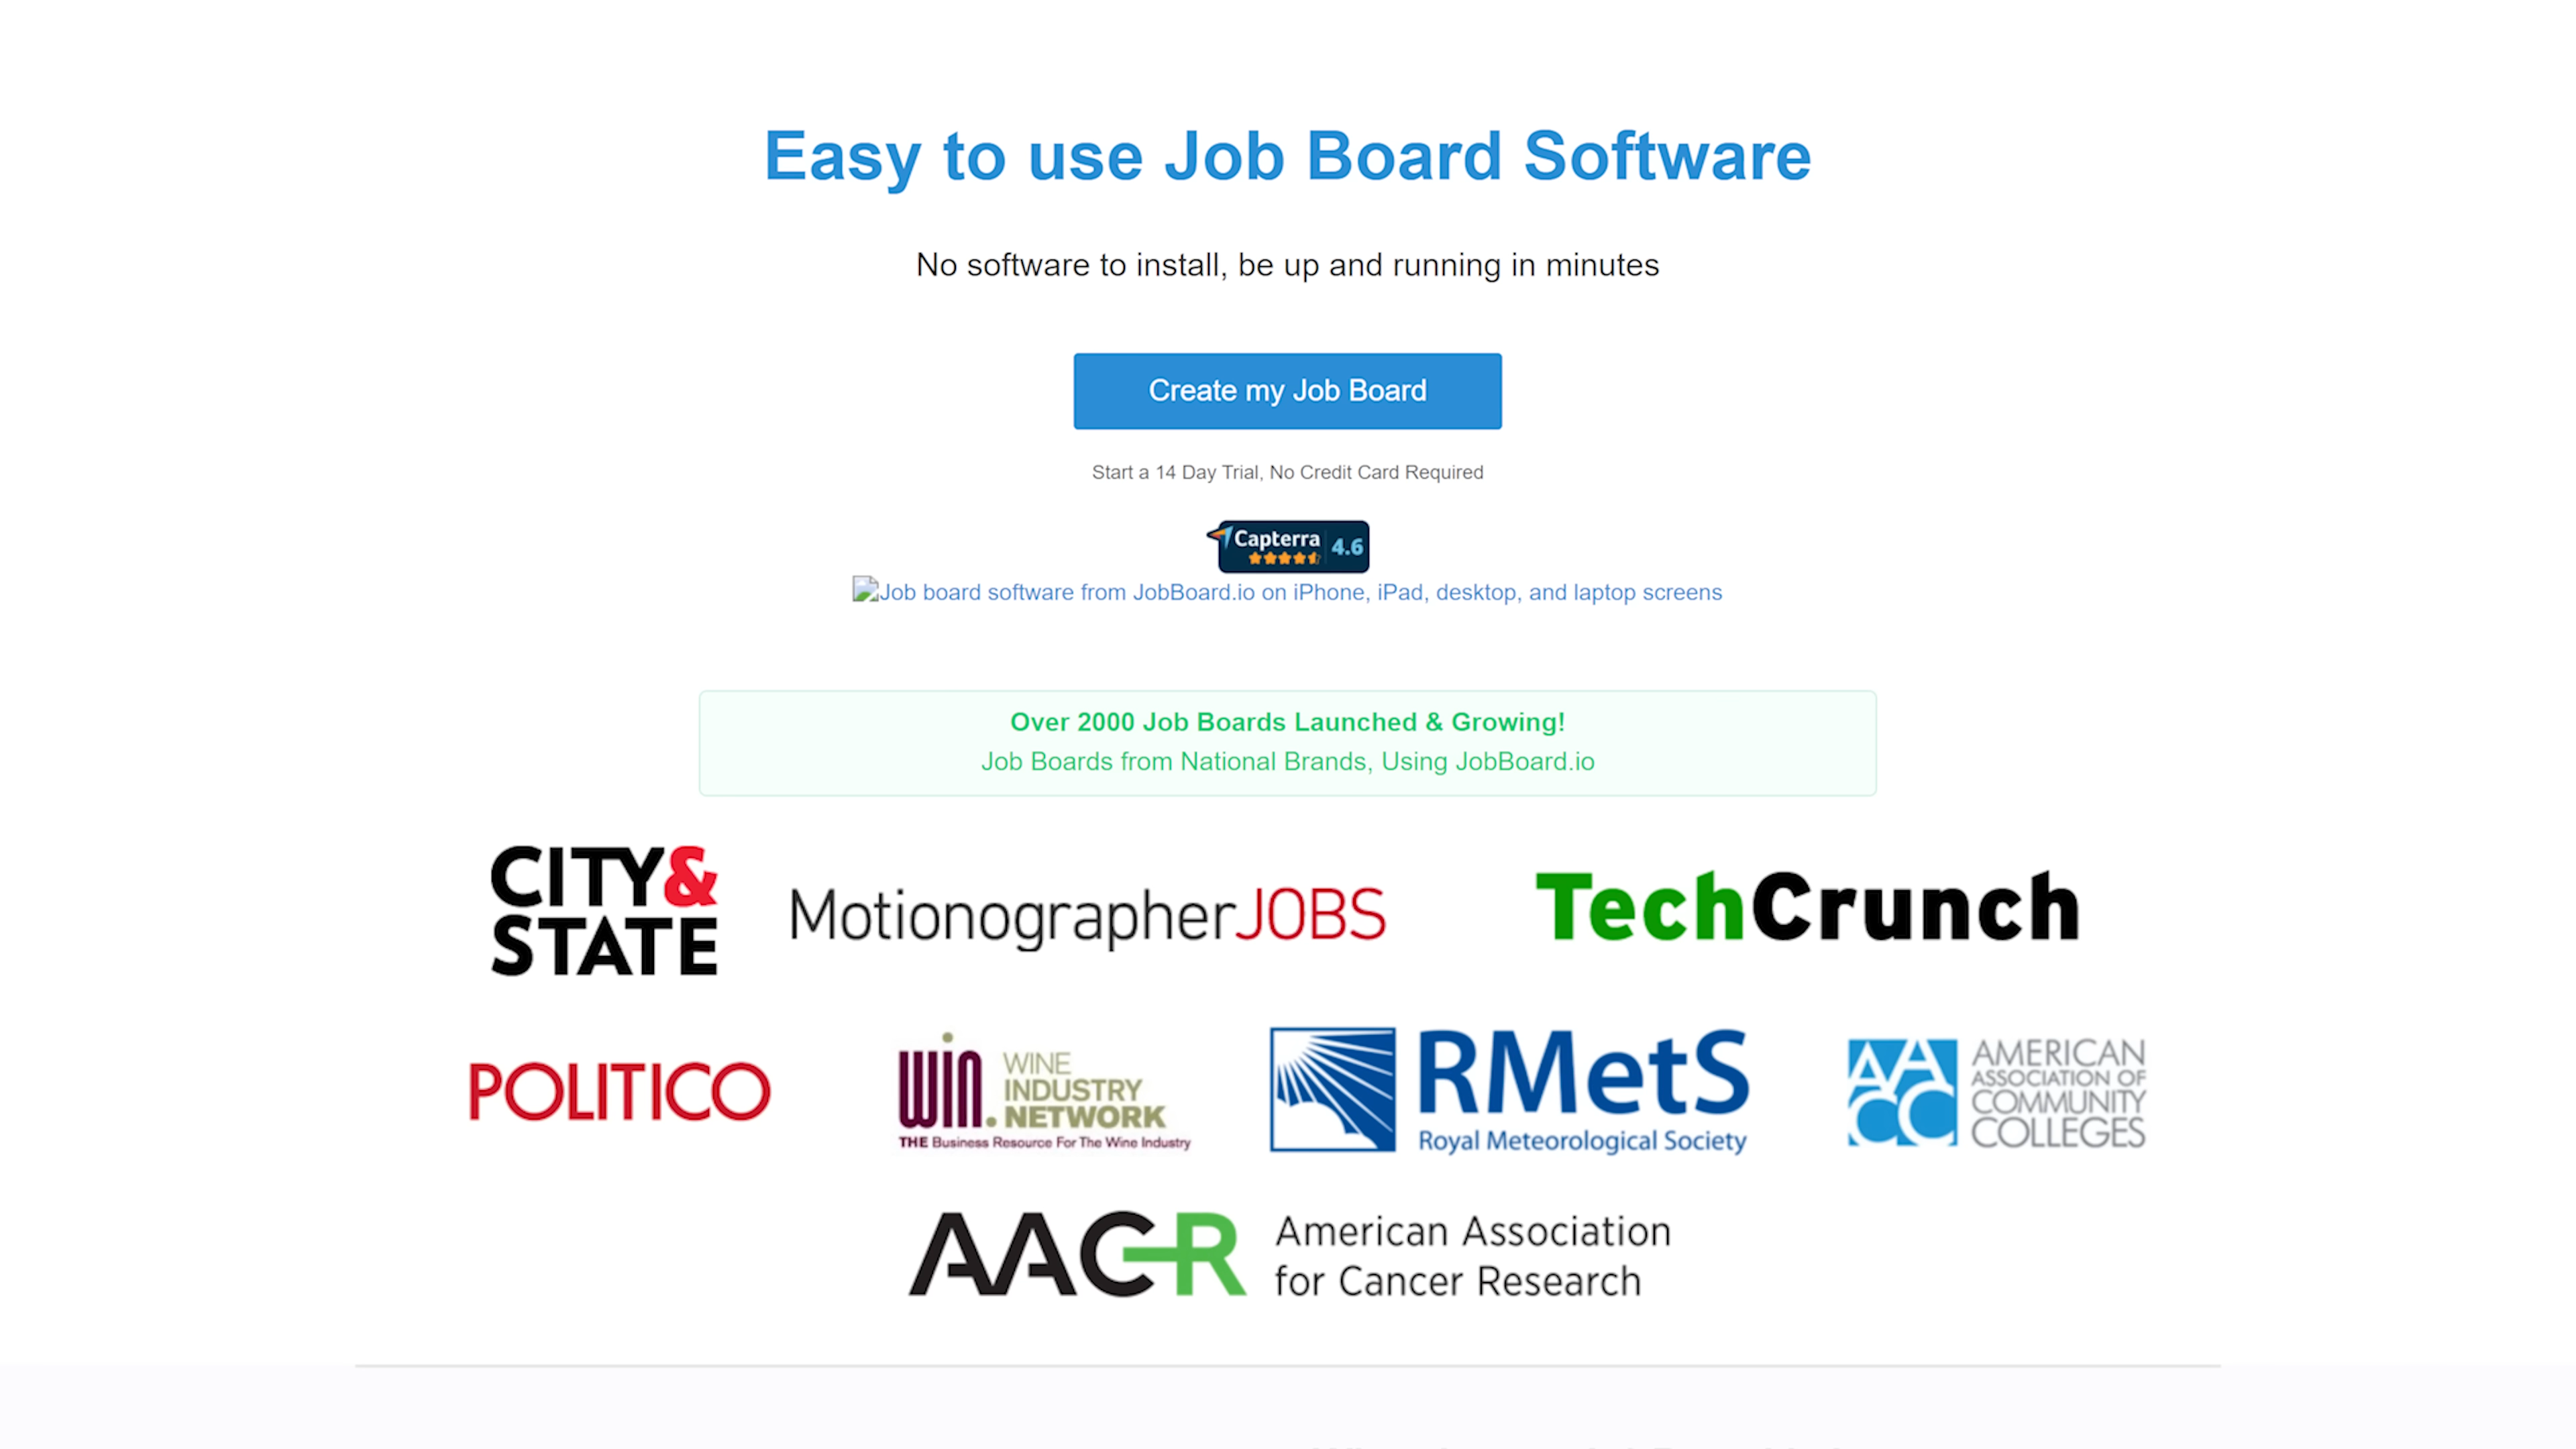 Easy to use Job Board Software
No software to install, be up and running in minutes
Create my Job Board
Start a 14 Day Trial, No Credit Card Required
Capterra 4.6
Job board software from JobBoard.io on iPhone, iPad, desktop, and laptop screens
Over 2000 Job Boards Launched & Growing!
Job Boards from National Brands, Using JobBoard.io
CITY&
STATE
MotionographerJOBS
TechCrunch
POLITICO
win.
WINE
INDUSTRY
NETWORK
THE Business Resource For The Wine Industry
RMetS
Royal Meteorological Society
AA
CC
AMERICAN
ASSOCIATION OF
COMMUNITY
COLLEGES
AACR
American Association
for Cancer Research